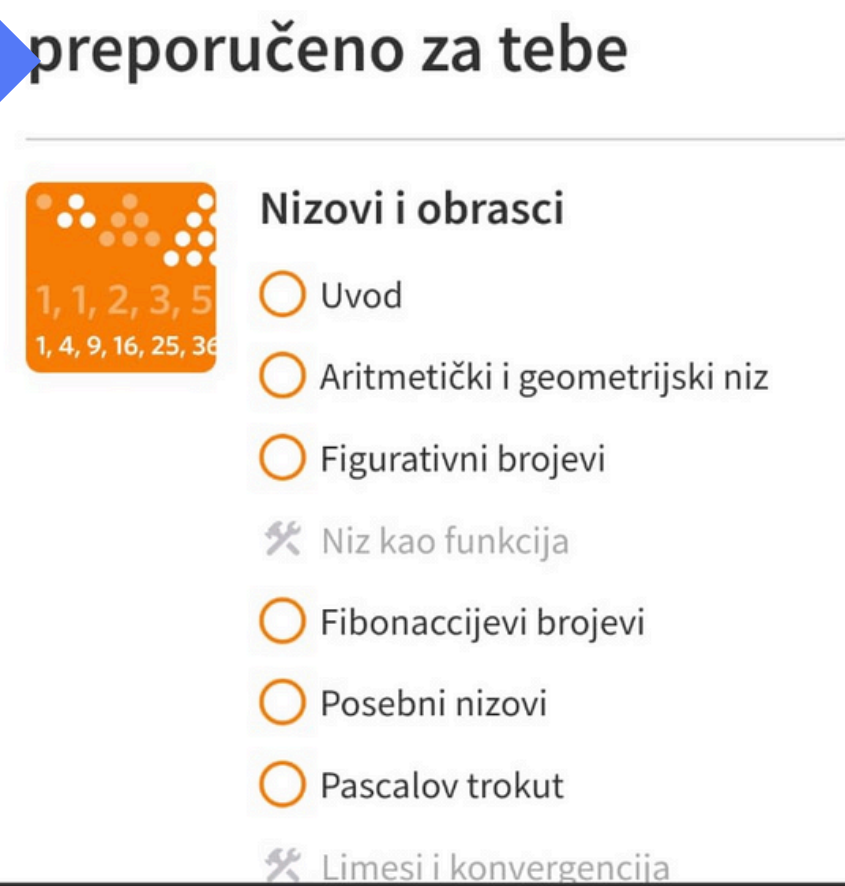 preporučeno za tebe
1, 1, 2, 3, 5
1, 4, 9, 16, 25, 36
Nizovi i obrasci
Uvod
Aritmetički i geometrijski niz
Figurativni brojevi
Niz kao funkcija
Fibonaccijevi brojevi
Posebni nizovi
Pascalov trokut
Limesi i konvergencija